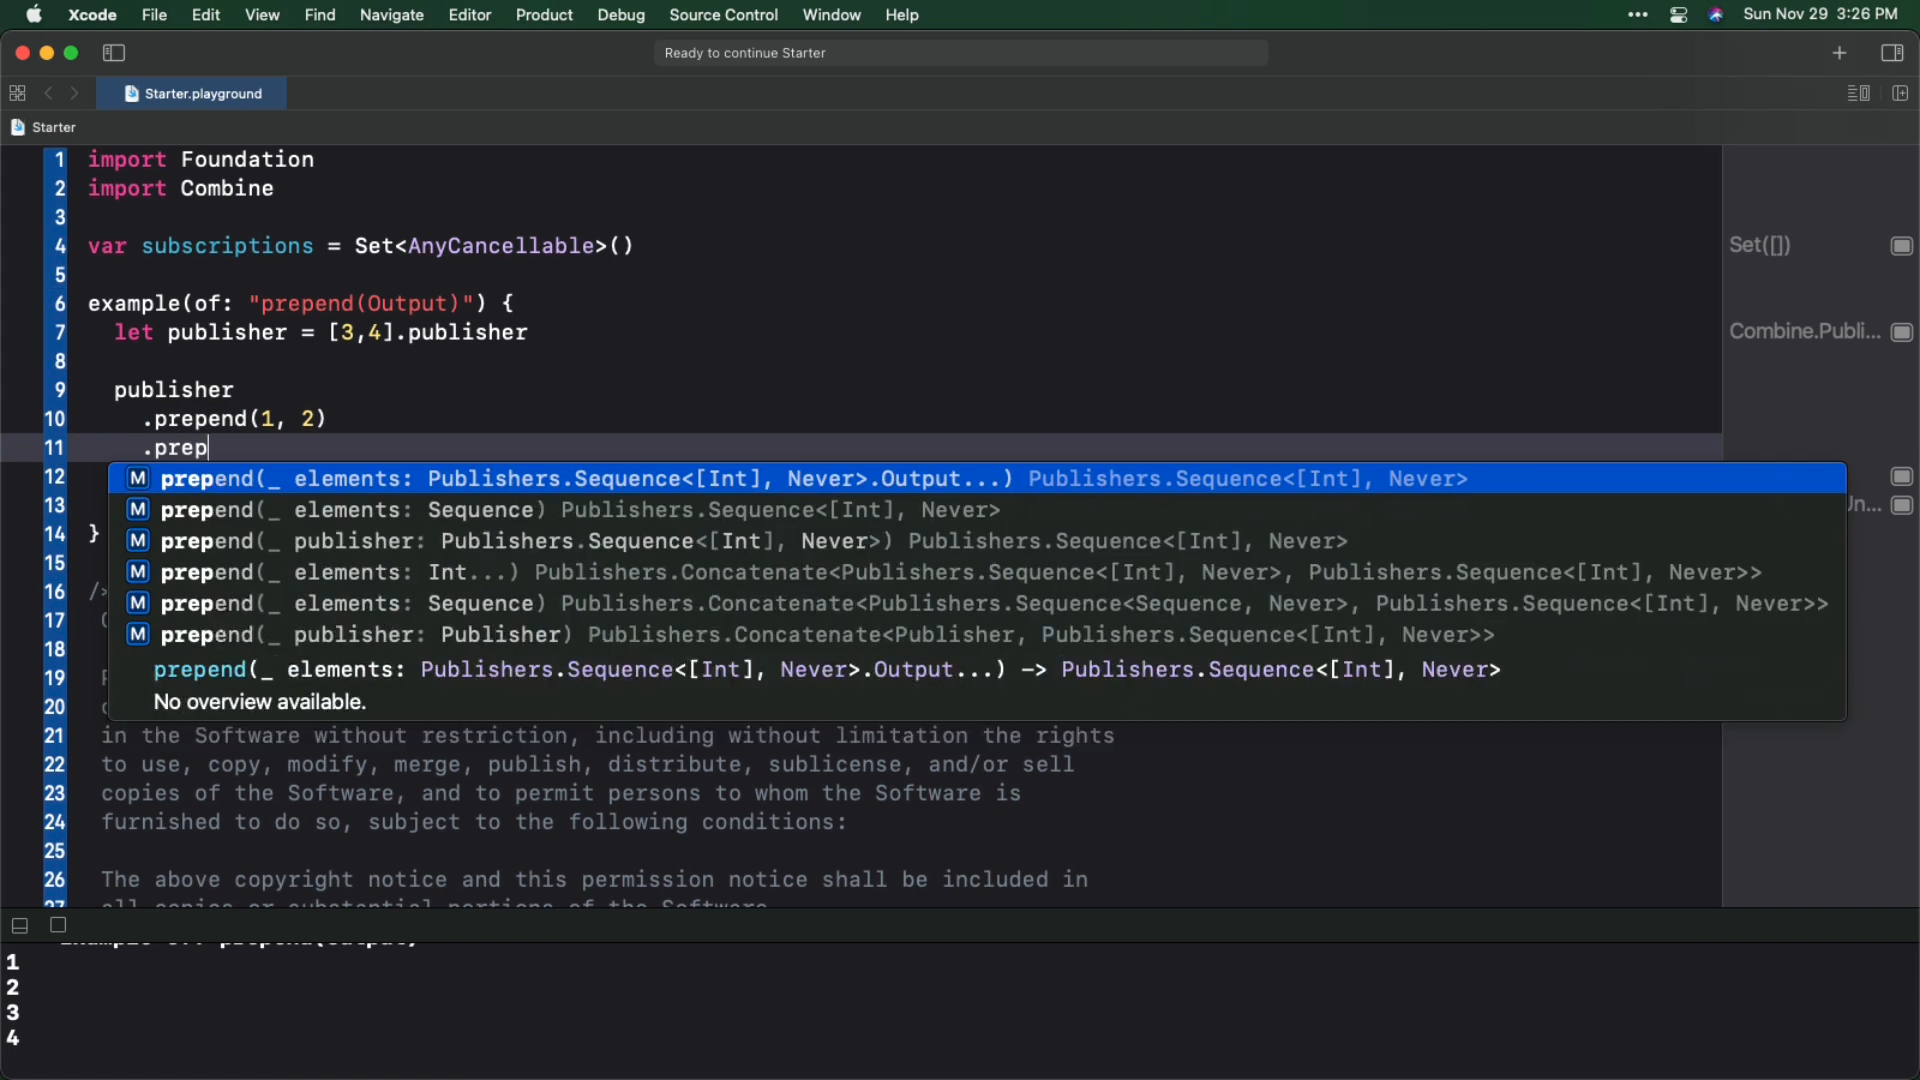 Xcode File Edit View Find Navigate Editor Product Debug Source Control Window Help ••• Sun Nov 29 3:26 PM
Ready to continue Starter
Starter.playground
Starter
1 import Foundation
2 import Combine
3
4 var subscriptions = Set<AnyCancellable>() Set([])
5
6 example(of: "prepend(Output)") {
7 let publisher = [3,4].publisher Combine.Publi...
8
9 publisher
10 .prepend(1, 2)
11 .prep
12 M prepend(_ elements: Publishers.Sequence<[Int], Never>.Output...) Publishers.Sequence<[Int], Never>
13 M prepend(_ elements: Sequence) Publishers.Sequence<[Int], Never>
14 } M prepend(_ publisher: Publishers.Sequence<[Int], Never>) Publishers.Sequence<[Int], Never>
15 M prepend(_ elements: Int...) Publishers.Concatenate<Publishers.Sequence<[Int], Never>, Publishers.Sequence<[Int], Never>>
16 M prepend(_ elements: Sequence) Publishers.Concatenate<Publishers.Sequence<Sequence, Never>, Publishers.Sequence<[Int], Never>>
17 M prepend(_ publisher: Publisher) Publishers.Concatenate<Publisher, Publishers.Sequence<[Int], Never>>
18
19 prepend(_ elements: Publishers.Sequence<[Int], Never>.Output...) -> Publishers.Sequence<[Int], Never>
20 No overview available.
21 in the Software without restriction, including without limitation the rights
22 to use, copy, modify, merge, publish, distribute, sublicense, and/or sell
23 copies of the Software, and to permit persons to whom the Software is
24 furnished to do so, subject to the following conditions:
25
26 The above copyright notice and this permission notice shall be included in
27 all copies or substantial portions of the Software.
1
2
3
4